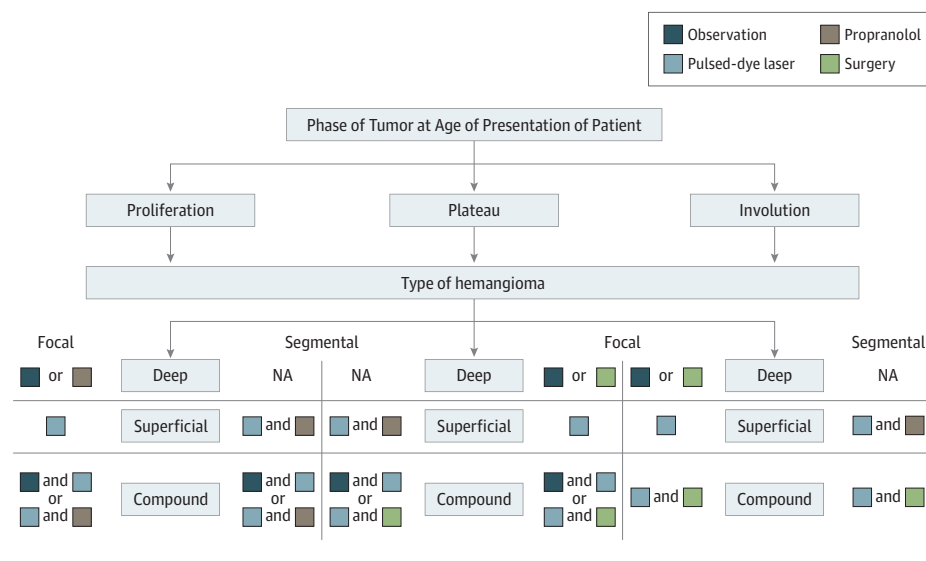 Observation Propranolol
Pulsed-dye laser Surgery
Phase of Tumor at Age of Presentation of Patient
Proliferation Plateau Involution
Type of hemangioma
Focal Segmental Focal Segmental
or Deep NA NA Deep or or Deep NA
Superficial and and Superficial Superficial and
and and and and
or Compound or or Compound or and Compound and
and and and and